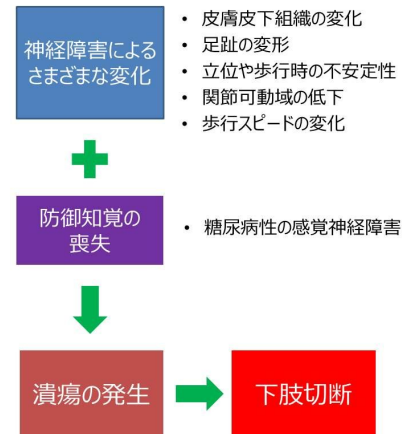 神経障害による
さまざまな変化
• 皮膚皮下組織の変化
• 足趾の変形
• 立位や歩行時の不安定性
• 関節可動域の低下
• 歩行スピードの変化
防御知覚の
喪失
• 糖尿病性の感覚神経障害
潰瘍の発生
下肢切断